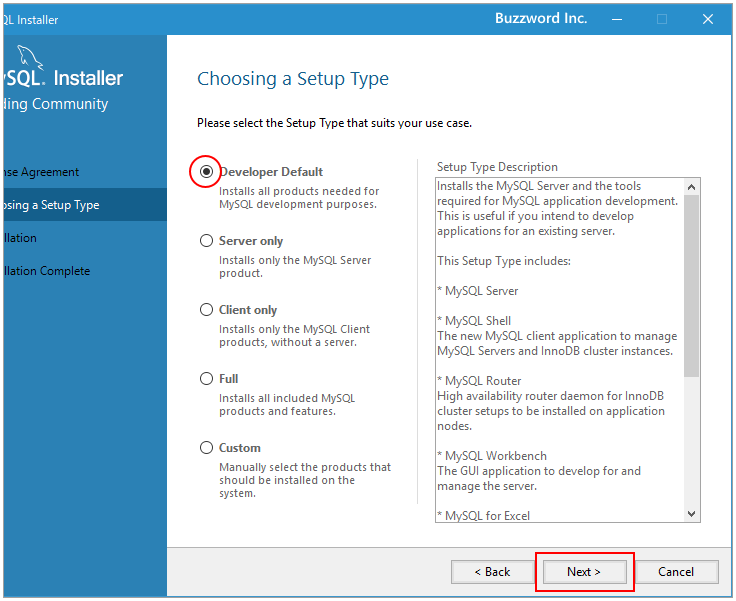 QL Installer
Buzzword Inc.
SQL. Installer
ding Community
nse Agreement
osing a Setup Type
llation
llation Complete
Choosing a Setup Type
Please select the Setup Type that suits your use case.
Developer Default
Installs all products needed for
MySQL development purposes.
Server only
Installs only the MySQL Server
product.
Client only
Installs only the MySQL Client
products, without a server.
Full
Installs all included MySQL
products and features.
Custom
Manually select the products that
should be installed on the
system.
Setup Type Description
Installs the MySQL Server and the tools
required for MySQL application development.
This is useful if you intend to develop
applications for an existing server.
This Setup Type includes:
* MySQL Server
* MySQL Shell
The new MySQL client application to manage
MySQL Servers and InnoDB cluster instances.
* MySQL Router
High availability router daemon for InnoDB
cluster setups to be installed on application
nodes.
* MySQL Workbench
The GUI application to develop for and
manage the server.
* MySQL for Excel
< Back
Next >
Cancel